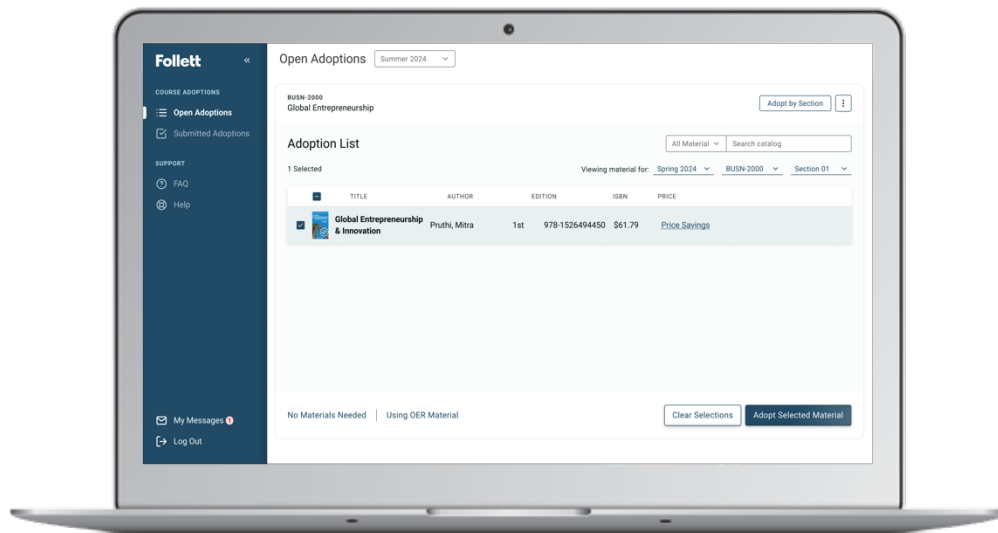 Follett «
COURSE ADOPTIONS
Open Adoptions
Submitted Adoptions
SUPPORT
FAQ
Help
My Messages 1
Log Out
Open Adoptions Summer 2024
BUSN-2000
Global Entrepreneurship
Adopt by Section
Adoption List
All Material Search catalog
1 Selected
Viewing material for: Spring 2024 BUSN-2000 Section 01
TITLE AUTHOR EDITION ISBN PRICE
Global Entrepreneurship
& Innovation
Pruthi, Mitra 1st 978-1526494450 $61.79 Price Savings
No Materials Needed | Using OER Material
Clear Selections Adopt Selected Material